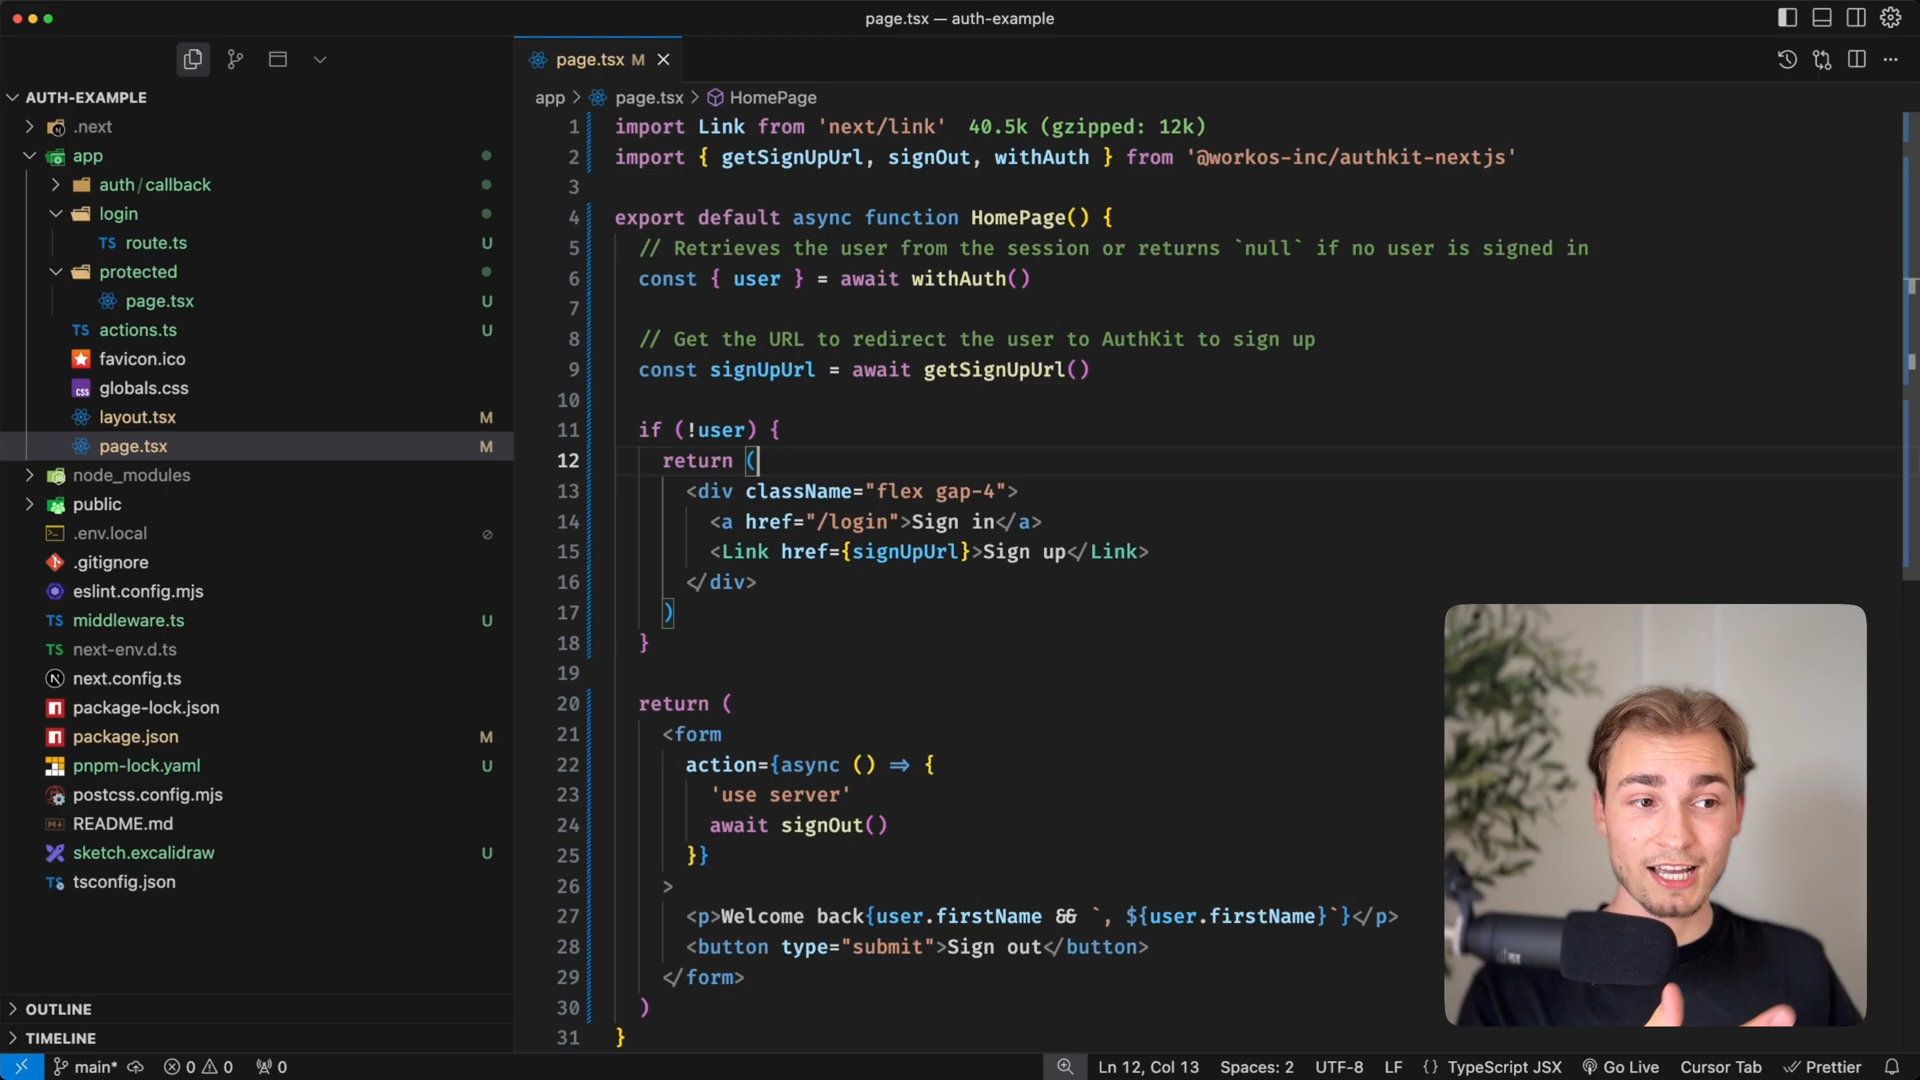 page.tsx — auth-example
page.tsx M
AUTH-EXAMPLE
.next
app
auth/callback
login
TS route.ts U
protected
page.tsx U
TS actions.ts U
favicon.ico
css globals.css
layout.tsx M
page.tsx M
node_modules
public
.env.local
.gitignore
eslint.config.mjs
TS middleware.ts U
TS next-env.d.ts
N next.config.ts
package-lock.json
package.json M
pnpm-lock.yaml U
postcss.config.mjs
README.md
sketch.excalidraw U
TS tsconfig.json
OUTLINE
TIMELINE
app > page.tsx > HomePage
1 import Link from 'next/link' 40.5k (gzipped: 12k)
2 import { getSignUpUrl, signOut, withAuth } from '@workos-inc/authkit-nextjs'
3
4 export default async function HomePage() {
5 // Retrieves the user from the session or returns `null` if no user is signed in
6 const { user } = await withAuth()
7
8 // Get the URL to redirect the user to AuthKit to sign up
9 const signUpUrl = await getSignUpUrl()
10
11 if (!user) {
12 return (
13 <div className="flex gap-4">
14 <a href="/login">Sign in</a>
15 <Link href={signUpUrl}>Sign up</Link>
16 </div>
17 )
18 }
19
20 return (
21 <form
22 action={async () => {
23 'use server'
24 await signOut()
25 }}
26 >
27 <p>Welcome back{user.firstName && `, ${user.firstName}`}</p>
28 <button type="submit">Sign out</button>
29 </form>
30 )
31 }
main* 0 0 0
Ln 12, Col 13 Spaces: 2 UTF-8 LF {} TypeScript JSX Go Live Cursor Tab Prettier